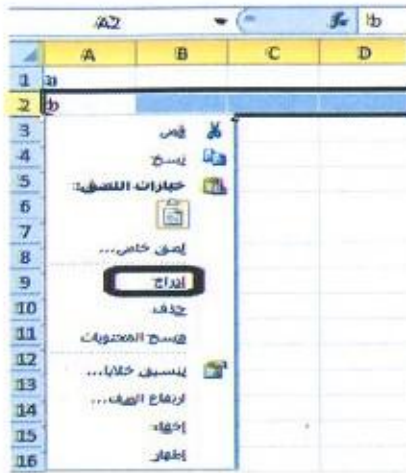 A2 fx b
A B C D
1 a
2 b
3 قص
4 نسخ
5 خيارات اللصق:
6
7
8 لصق خاص...
9 إدراج
10 حذف
11 مسح المحتويات
12
13 تنسيق خلايا...
14 ارتفاع الصف...
15 إخفاء
16 إظهار